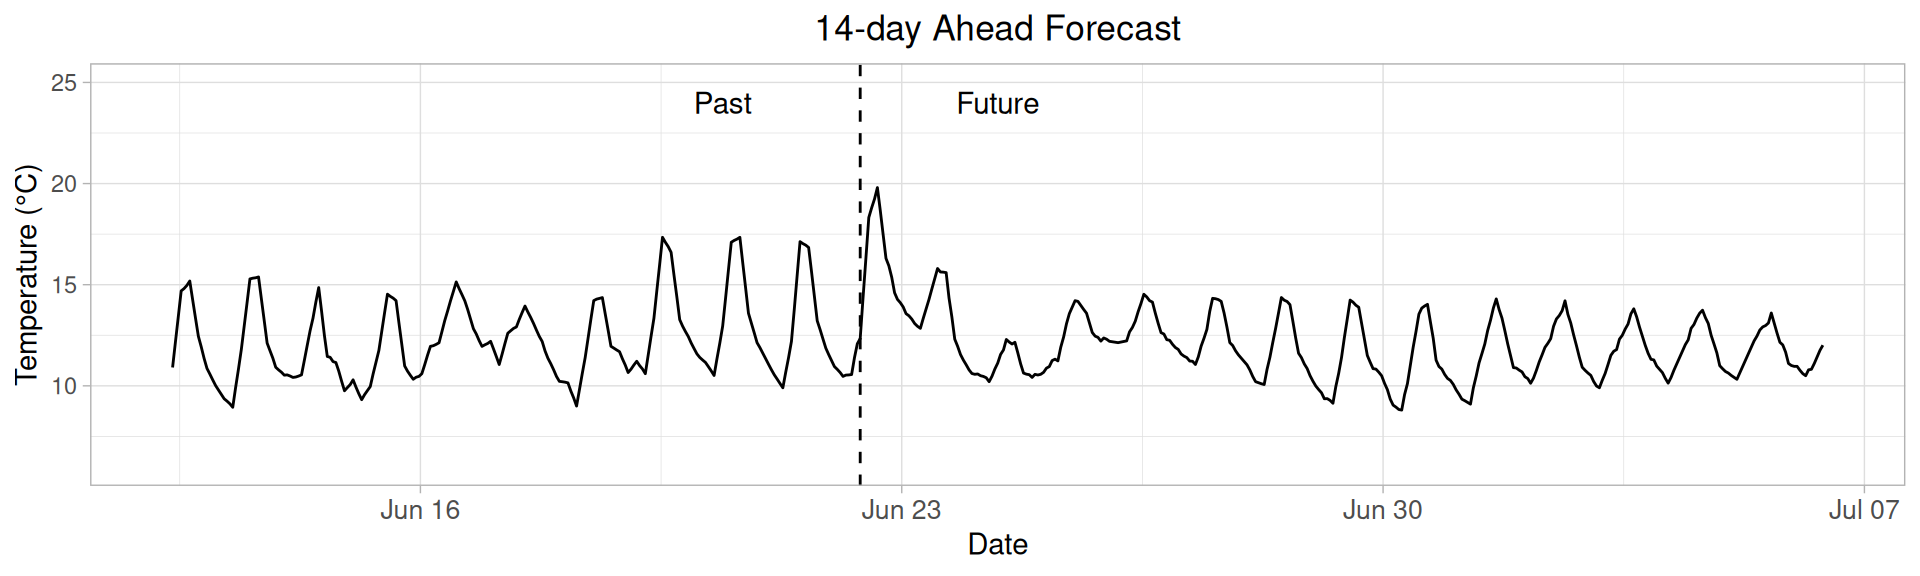 14-day Ahead Forecast
25
20
15
10
Temperature (°C)
Past
Future
Jun 16
Jun 23
Jun 30
Jul 07
Date